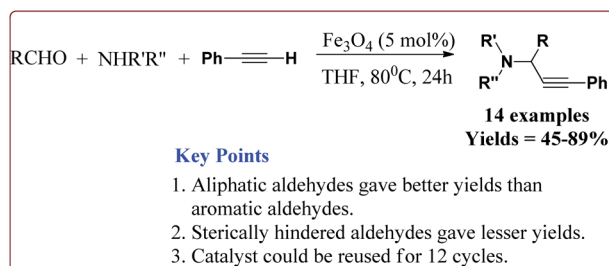 RCHO + NHR'R" + Ph H
Fe₃O₄ (5 mol%)
THF, 80⁰C, 24h
R' R
N
R" Ph
14 examples
Yields = 45-89%
Key Points
1. Aliphatic aldehydes gave better yields than
aromatic aldehydes.
2. Sterically hindered aldehydes gave lesser yields.
3. Catalyst could be reused for 12 cycles.